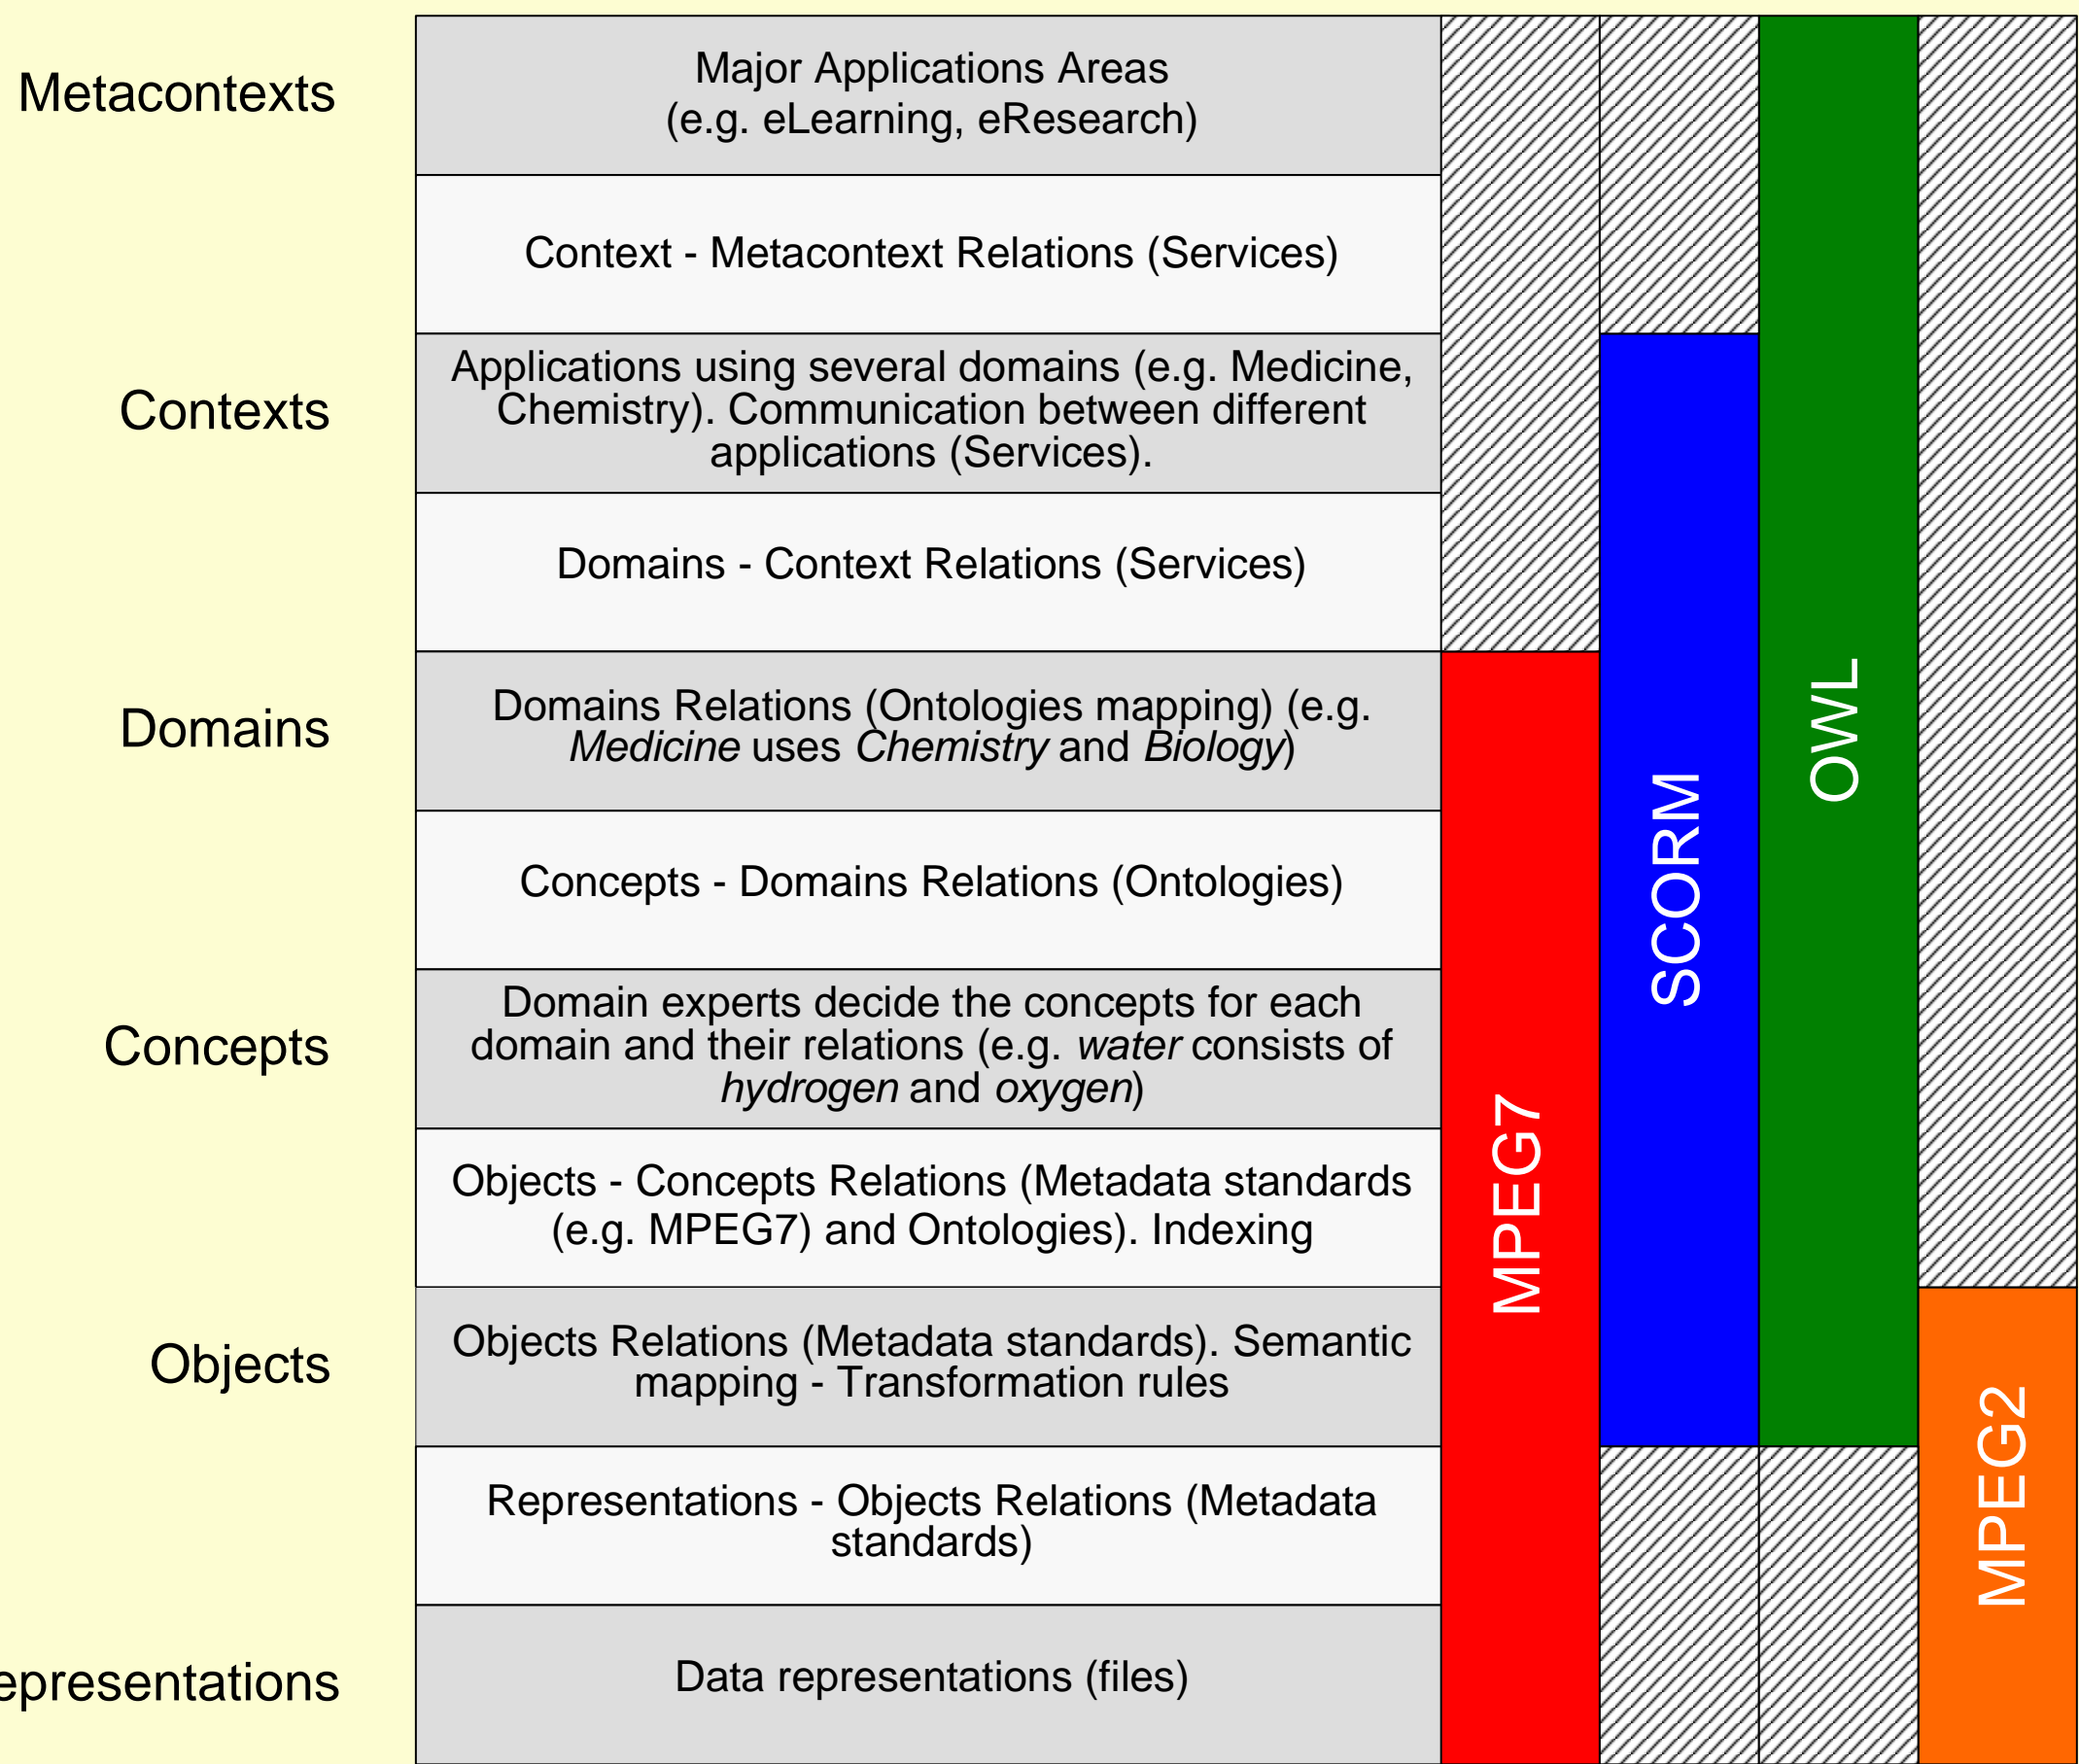 Metacontexts
Major Applications Areas
(e.g. eLearning, eResearch)
Context - Metacontext Relations (Services)
Contexts
Applications using several domains (e.g. Medicine,
Chemistry). Communication between different
applications (Services).
Domains - Context Relations (Services)
Domains
Domains Relations (Ontologies mapping) (e.g.
Medicine uses Chemistry and Biology)
Concepts - Domains Relations (Ontologies)
Concepts
Domain experts decide the concepts for each
domain and their relations (e.g. water consists of
hydrogen and oxygen)
Objects - Concepts Relations (Metadata standards
(e.g. MPEG7) and Ontologies). Indexing
Objects
Objects Relations (Metadata standards). Semantic
mapping - Transformation rules
Representations - Objects Relations (Metadata
standards)
epresentations
Data representations (files)
MPEG7
SCORM
OWL
MPEG2